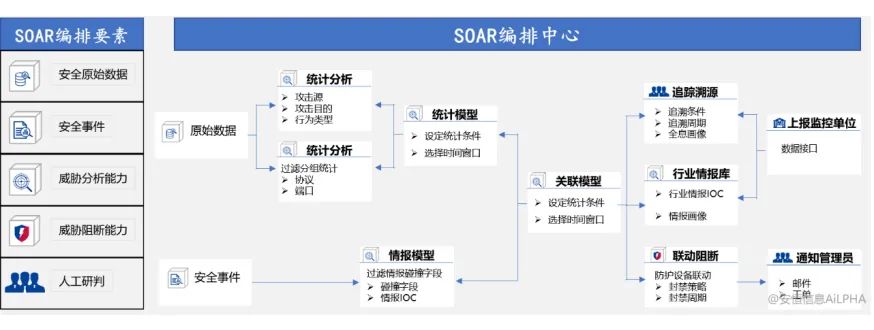 SOAR编排要素
安全原始数据
安全事件
威胁分析能力
威胁阻断能力
人工研判
SOAR编排中心
原始数据
统计分析
➢ 攻击源
➢ 攻击目的
➢ 行为类型
统计分析
过滤分组统计
➢ 协议
➢ 端口
统计模型
➢ 设定统计条件
➢ 选择时间窗口
安全事件
情报模型
过滤情报碰撞字段
➢ 碰撞字段
➢ 情报IOC
关联模型
➢ 设定统计条件
➢ 选择时间窗口
追踪溯源
➢ 追溯条件
➢ 追溯周期
➢ 全息画像
行业情报库
➢ 行业情报IOC
➢ 情报画像
联动阻断
防护设备联动
➢ 封禁策略
➢ 封禁周期
上报监控单位
数据接口
通知管理员
➢ 邮件
➢ 工单
@安恒信息AiLPHA